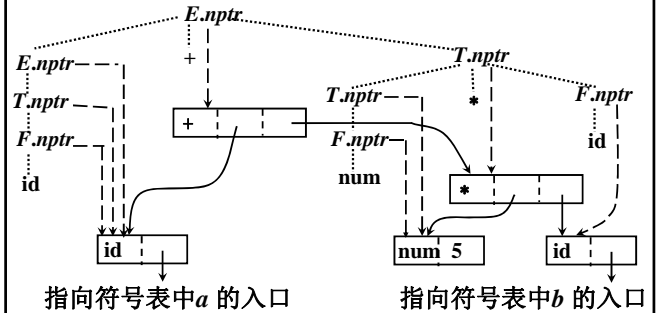 E.nptr
E.nptr + T.nptr
T.nptr T.nptr * F.nptr
+
F.nptr F.nptr id
id num
*
id num 5 id
指向符号表中a 的入口 指向符号表中b 的入口